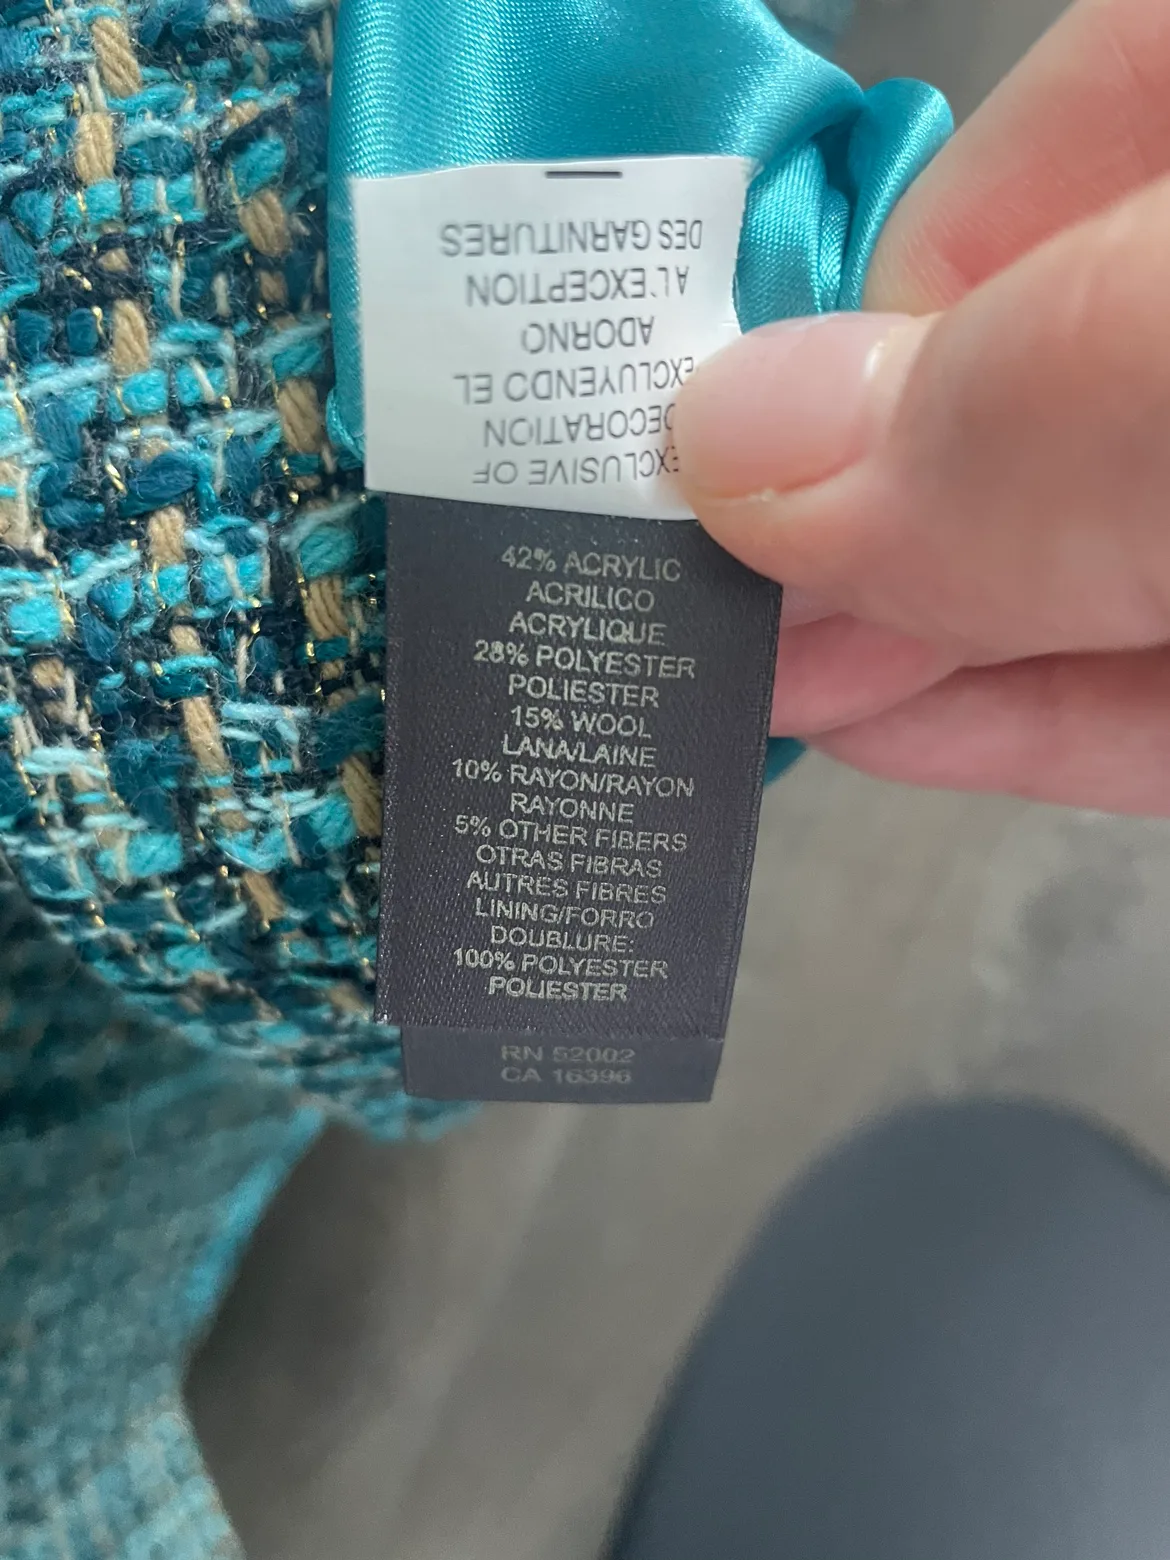 EXCLUSIVE OF
DECORATION
EXCLUYENDO EL
ADORNO
A L'EXCEPTION
DES GARNITURES
42% ACRYLIC
ACRILICO
ACRYLIQUE
28% POLYESTER
POLIESTER
15% WOOL
LANA/LAINE
10% RAYON/RAYON
RAYONNE
5% OTHER FIBERS
OTRAS FIBRAS
AUTRES FIBRES
LINING/FORRO
DOUBLURE:
100% POLYESTER
POLIESTER
RN 52002
CA 16396